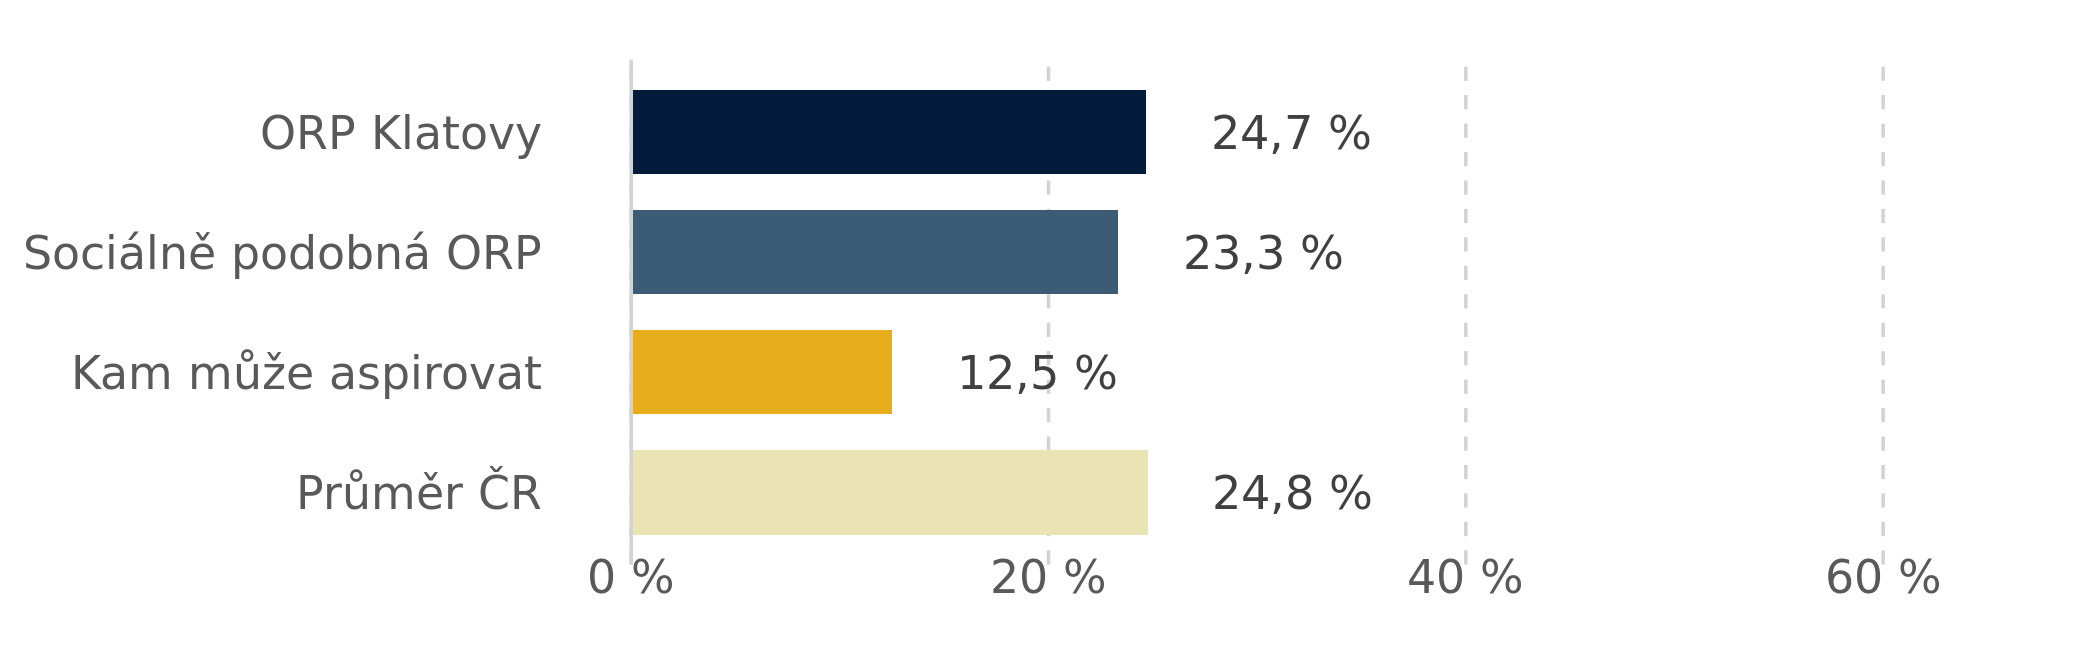 ORP Klatovy 24,7 %
Sociálně podobná ORP 23,3 %
Kam může aspirovat 12,5 %
Průměr ČR 24,8 %
0 % 20 % 40 % 60 %